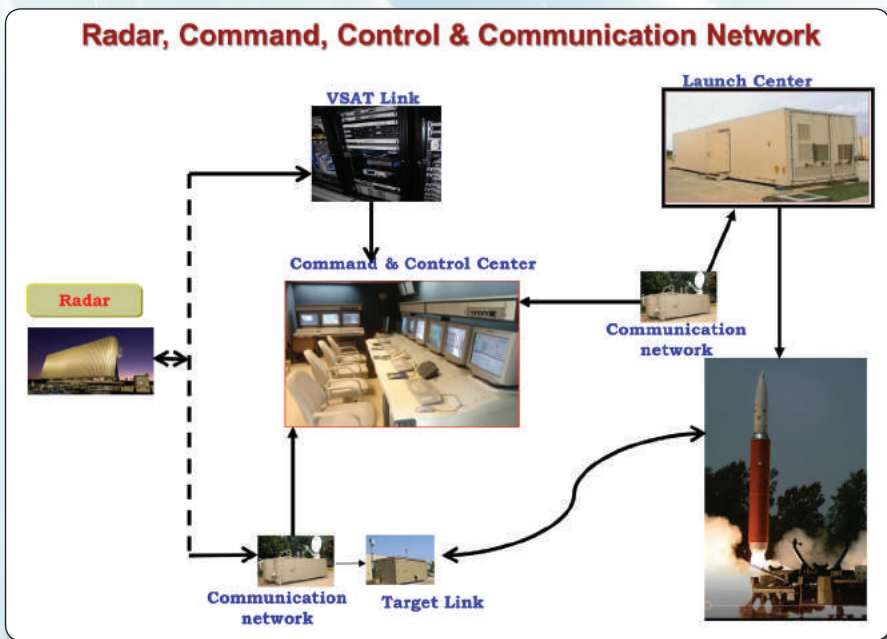 Radar, Command, Control & Communication Network
Launch Center
VSAT Link
Command & Control Center
Radar
Communication
network
Communication
network
Target Link